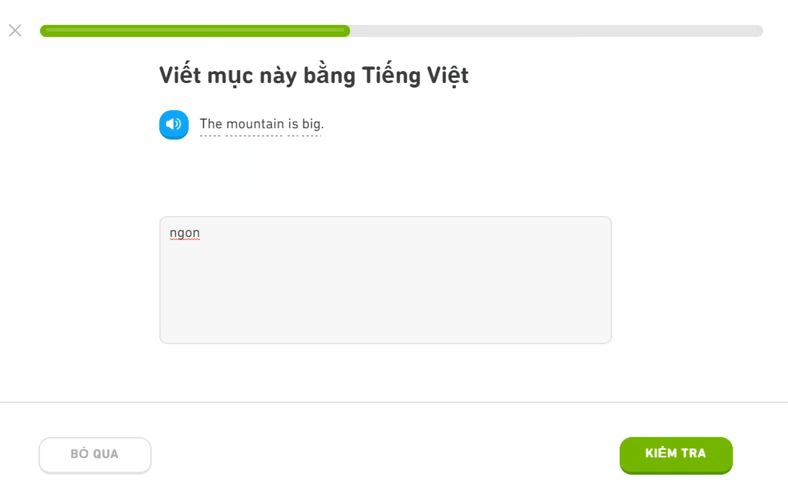 Viết mục này bằng Tiếng Việt
The mountain is big.
ngon
BỎ QUA
KIỂM TRA